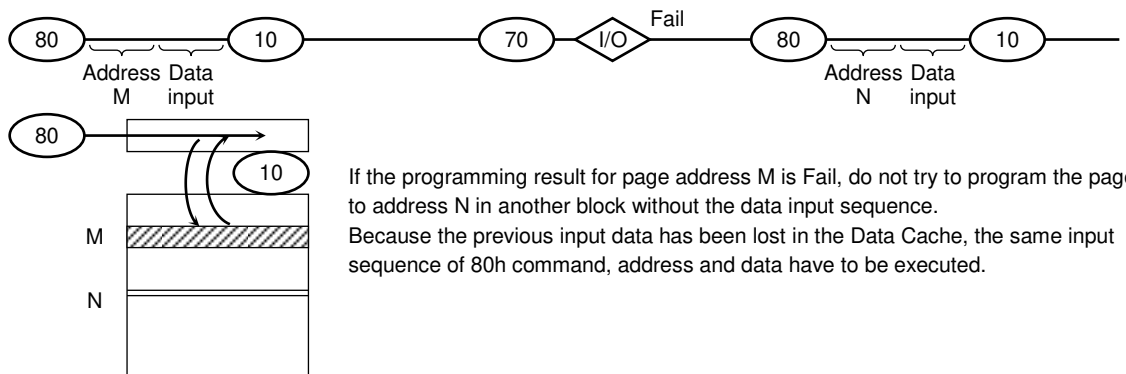 Fail
80 10 70 I/O 80 10
Address Data Address Data
M input N input
80
10
If the programming result for page address M is Fail, do not try to program the
to address N in another block without the data input sequence.
M
Because the previous input data has been lost in the Data Cache, the same input
sequence of 80h command, address and data have to be executed.
N